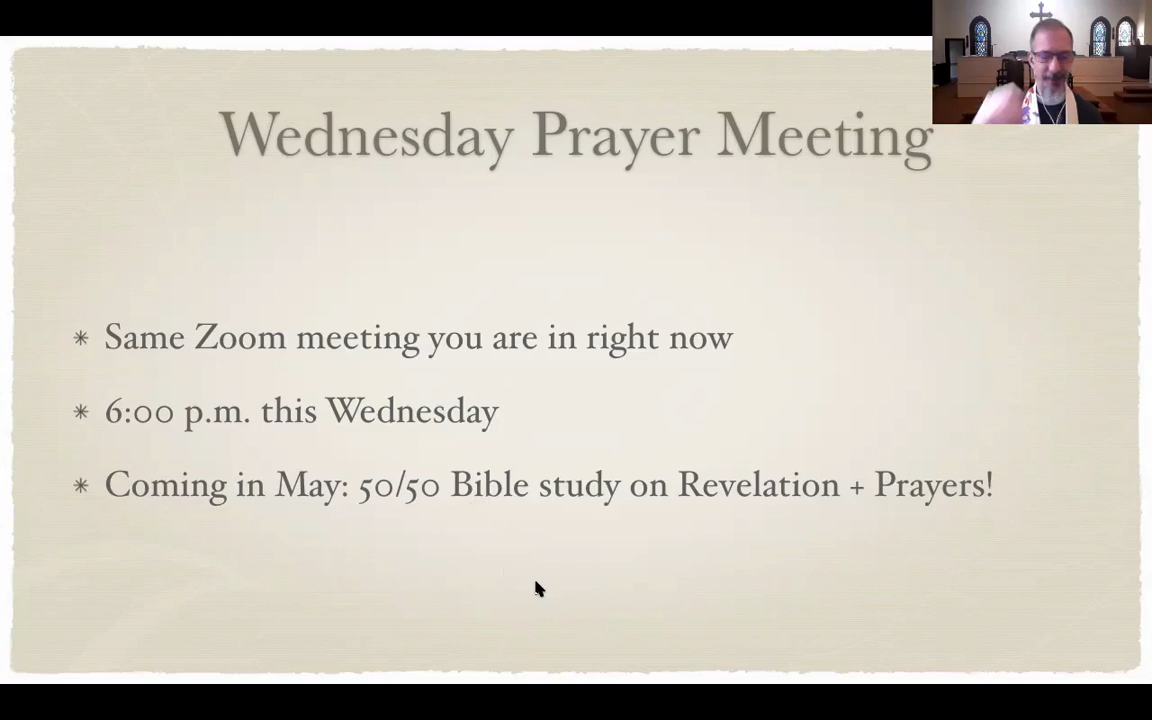 Wednesday Prayer Meeting
* Same Zoom meeting you are in right now
* 6:00 p.m. this Wednesday
* Coming in May: 50/50 Bible study on Revelation + Prayers!